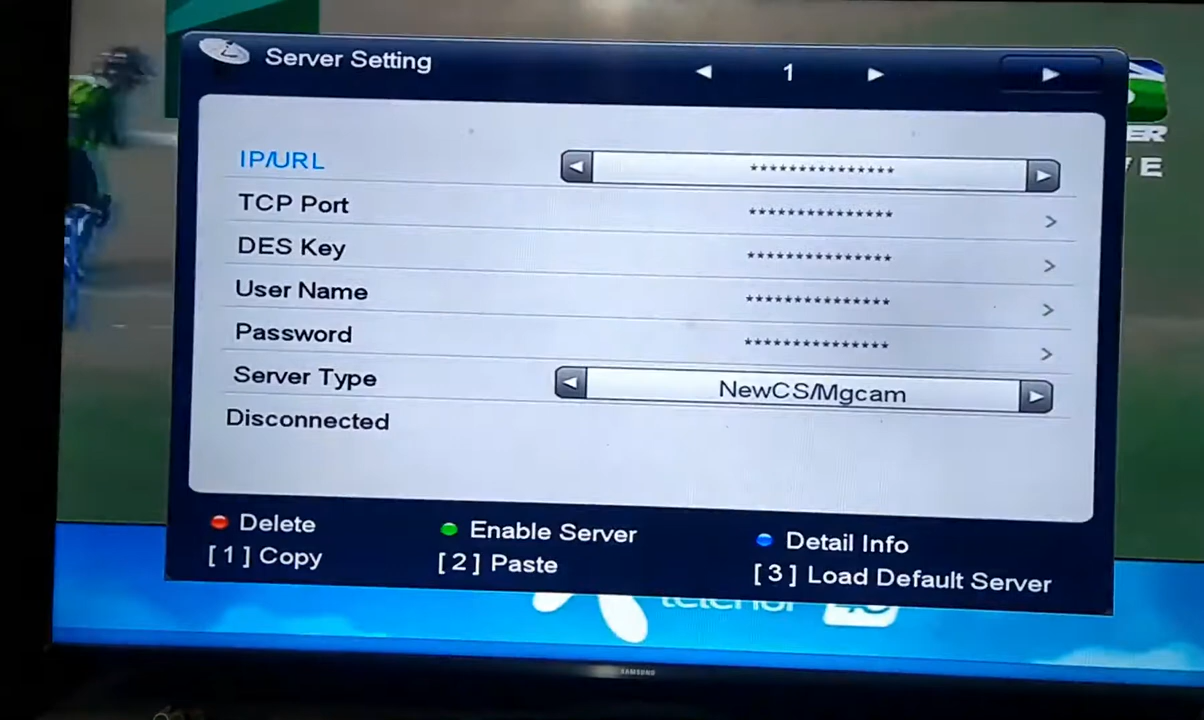 Server Setting
1
IP/URL ***************
TCP Port ***************
DES Key ***************
User Name ***************
Password ***************
Server Type NewCS/Mgcam
Disconnected
Delete Enable Server Detail Info
[1] Copy [2] Paste [3] Load Default Server
telenor
SAMSUNG